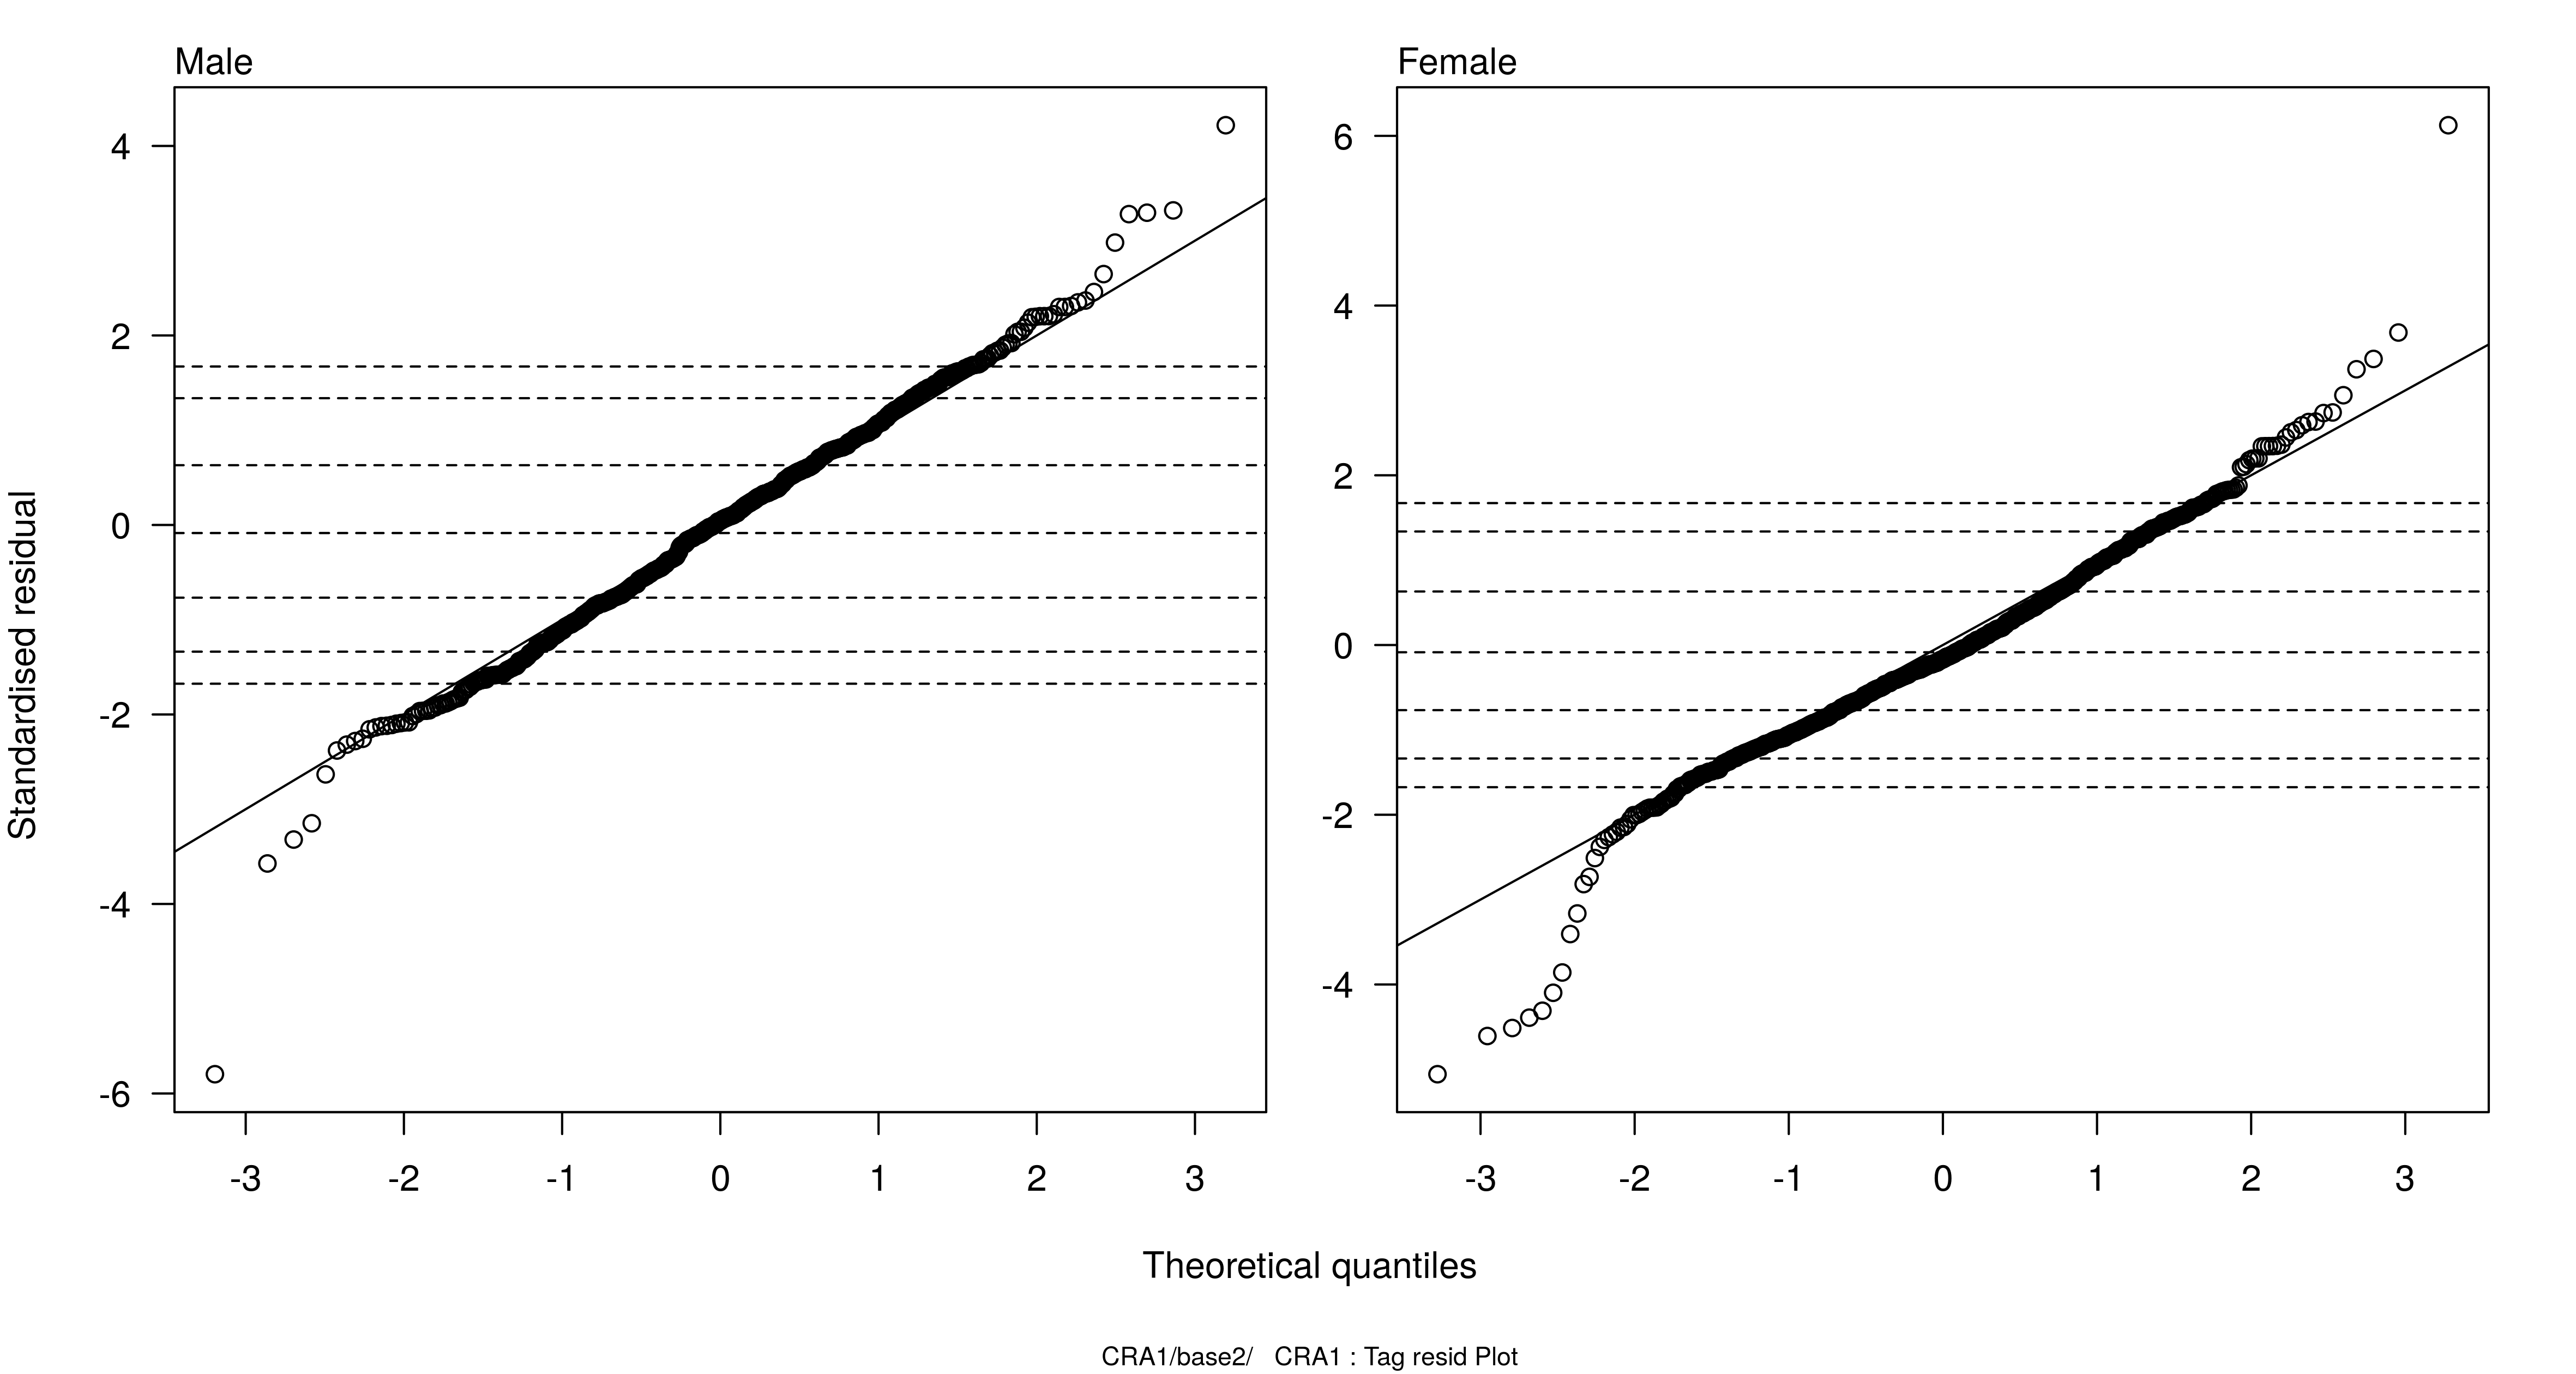 Male
Female
4
2
0
-2
-4
-6
6
4
2
0
-2
-4
Standardised residual
-3 -2 -1 0 1 2 3
-3 -2 -1 0 1 2 3
Theoretical quantiles
CRA1/base2/ CRA1 : Tag resid Plot